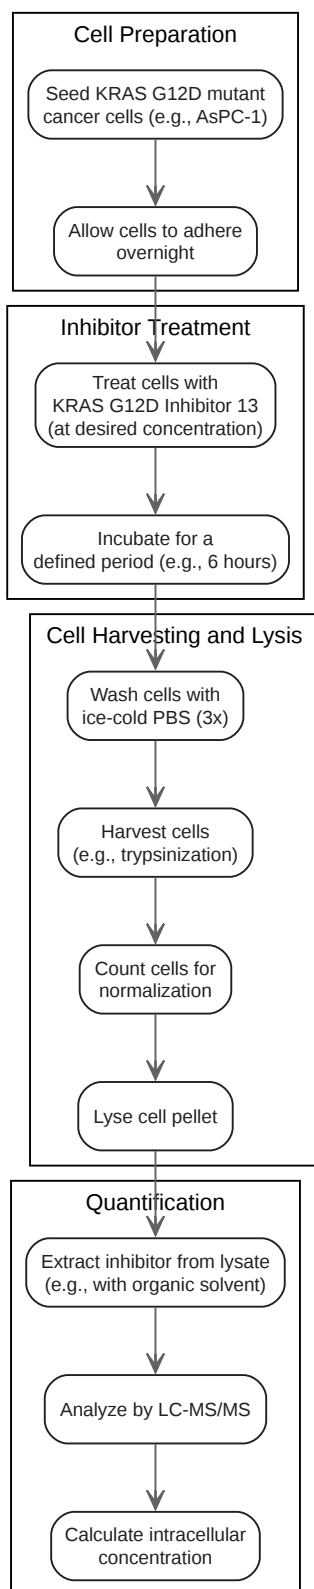 Cell Preparation
Seed KRAS G12D mutant
cancer cells (e.g., AsPC-1)
Allow cells to adhere
overnight
Inhibitor Treatment
Treat cells with
KRAS G12D Inhibitor 13
(at desired concentration)
Incubate for a
defined period (e.g., 6 hours)
Cell Harvesting and Lysis
Wash cells with
ice-cold PBS (3x)
Harvest cells
(e.g., trypsinization)
Count cells for
normalization
Lyse cell pellet
Quantification
Extract inhibitor from lysate
(e.g., with organic solvent)
Analyze by LC-MS/MS
Calculate intracellular
concentration